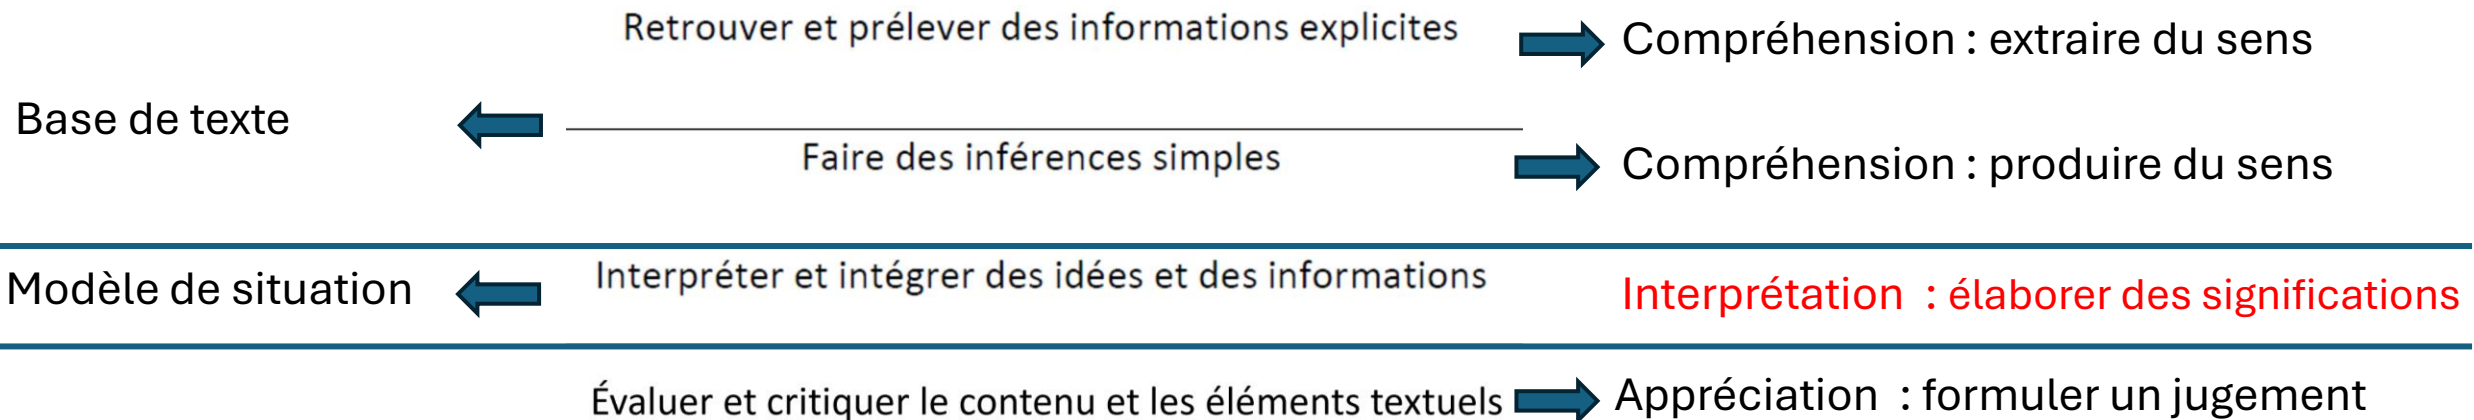 Retrouver et prélever des informations explicites
Compréhension : extraire du sens
Base de texte
Faire des inférences simples
Compréhension : produire du sens
Modèle de situation
Interpréter et intégrer des idées et des informations
Interprétation : élaborer des significations
Évaluer et critiquer le contenu et les éléments textuels
Appréciation : formuler un jugement